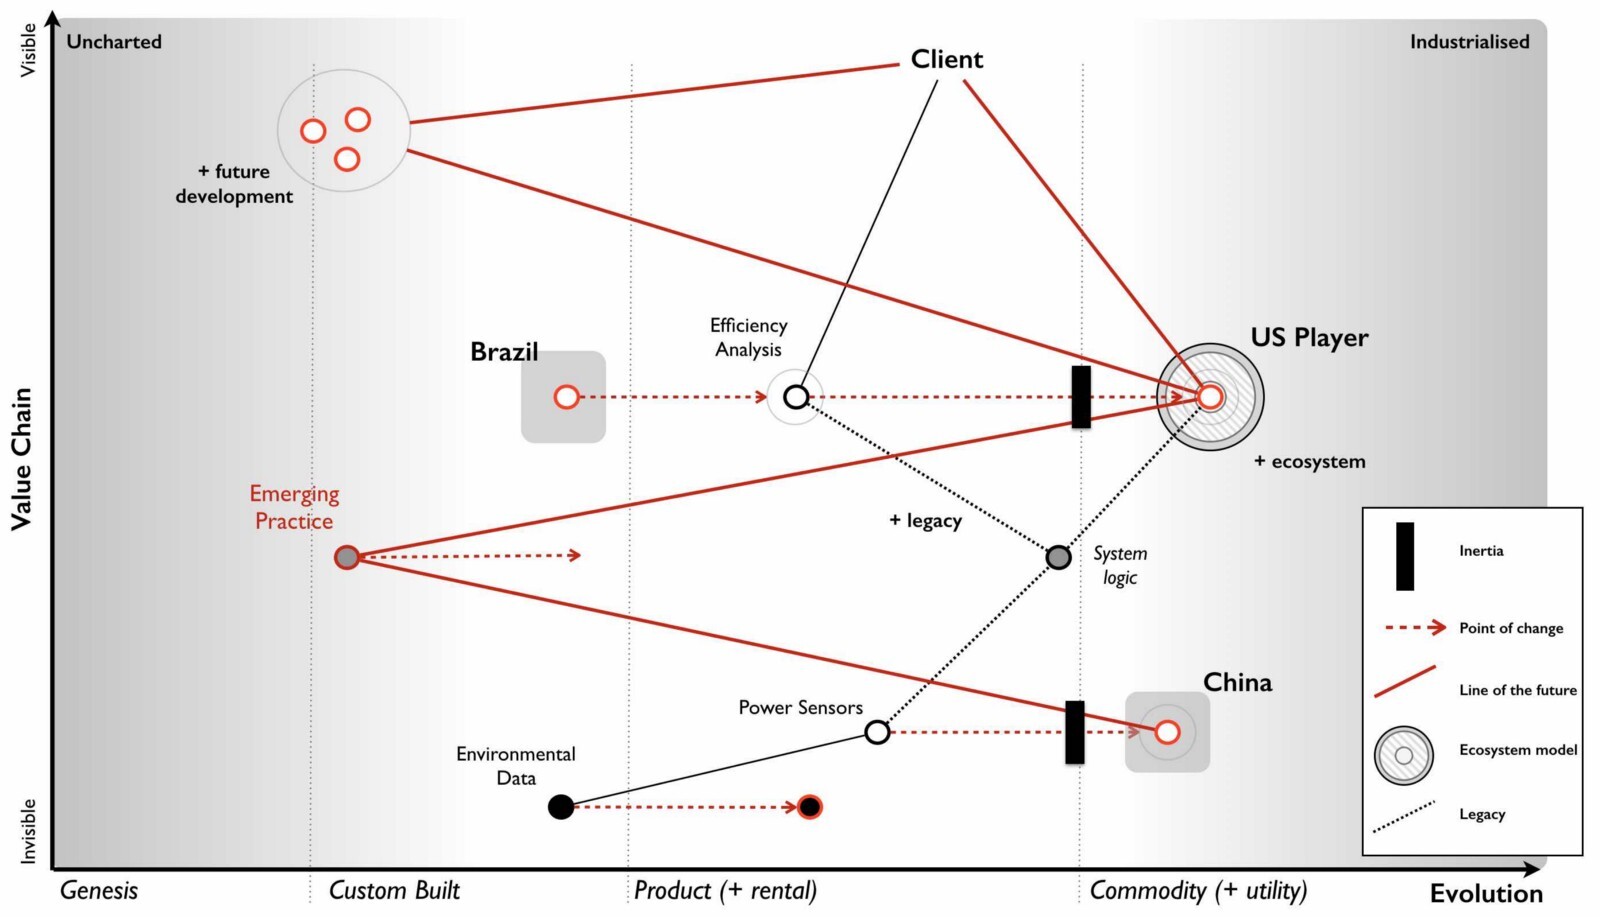 Visible
Uncharted
Client
Industrialised
+ future
development
Efficiency
Analysis
Brazil
US Player
Value Chain
+ ecosystem
Emerging
Practice
+ legacy
System
logic
Inertia
Point of change
Line of the future
Ecosystem model
Legacy
China
Power Sensors
Environmental
Data
Invisible
Genesis
Custom Built
Product (+ rental)
Commodity (+ utility)
Evolution